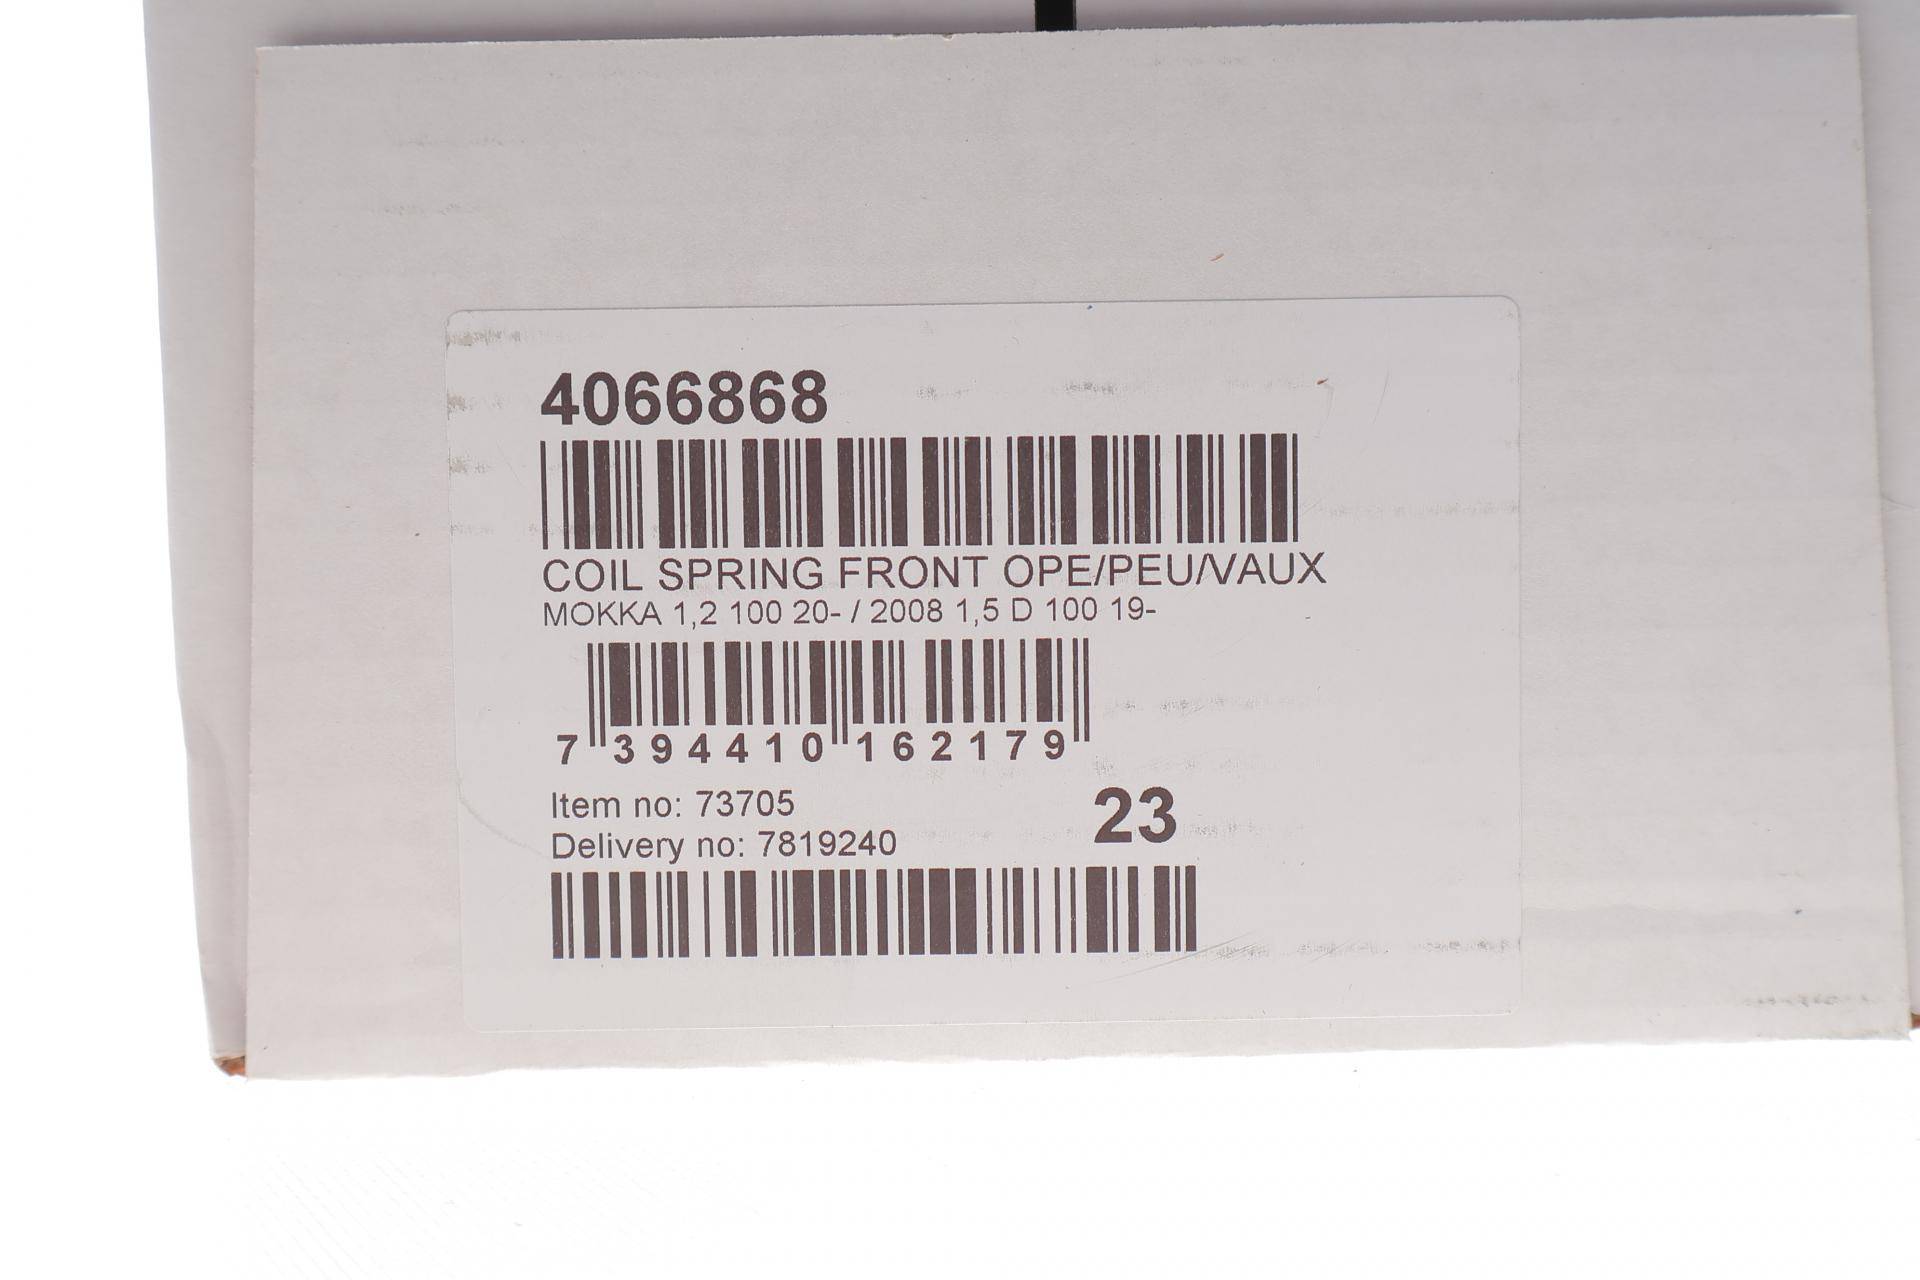 4066868
COIL SPRING FRONT OPE/PEU/VAUX
MOKKA 1,2 100 20- / 2008 1,5 D 100 19-
7 394410 162179
Item no: 73705
23
Delivery no: 7819240